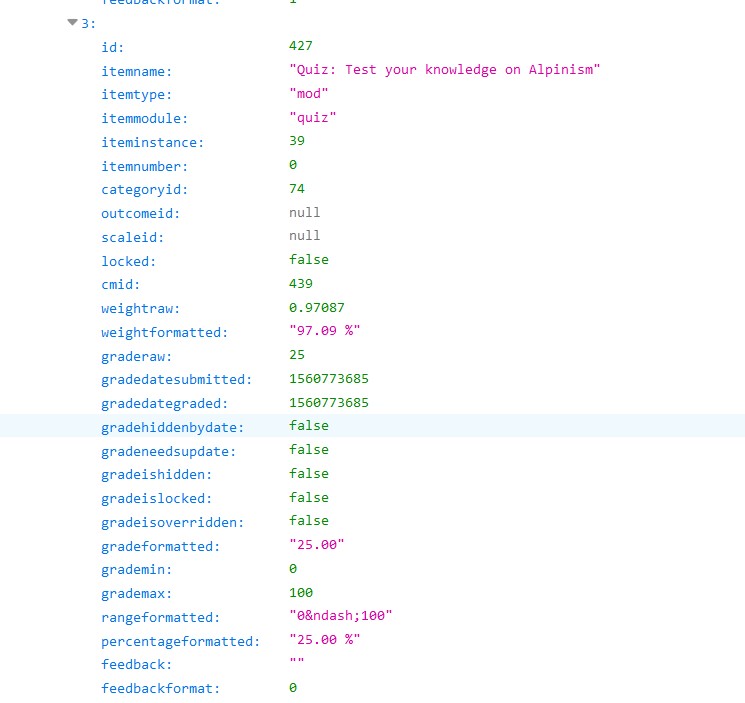 feedbackformat: 1
3:
id: 427
itemname: "Quiz: Test your knowledge on Alpinism"
itemtype: "mod"
itemmodule: "quiz"
iteminstance: 39
itemnumber: 0
categoryid: 74
outcomeid: null
scaleid: null
locked: false
cmid: 439
weightraw: 0.97087
weightformatted: "97.09 %"
graderaw: 25
gradedatesubmitted: 1560773685
gradedategraded: 1560773685
gradehiddenbydate: false
gradeneedsupdate: false
gradeishidden: false
gradeislocked: false
gradeisoverridden: false
gradeformatted: "25.00"
grademin: 0
grademax: 100
rangeformatted: "0&ndash;100"
percentageformatted: "25.00 %"
feedback: ""
feedbackformat: 0